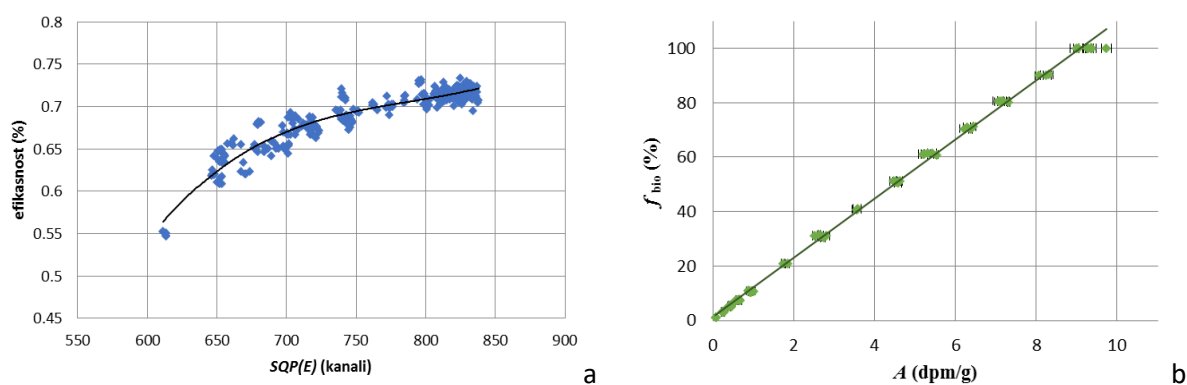 0.8
0.75
0.7
0.65
0.6
0.55
0.5
0.45
efikasnost (%)
550 600 650 700 750 800 850 900
SQP(E) (kanali)
a
100
80
60
40
20
0
f bio (%)
0 2 4 6 8 10
A (dpm/g)
b